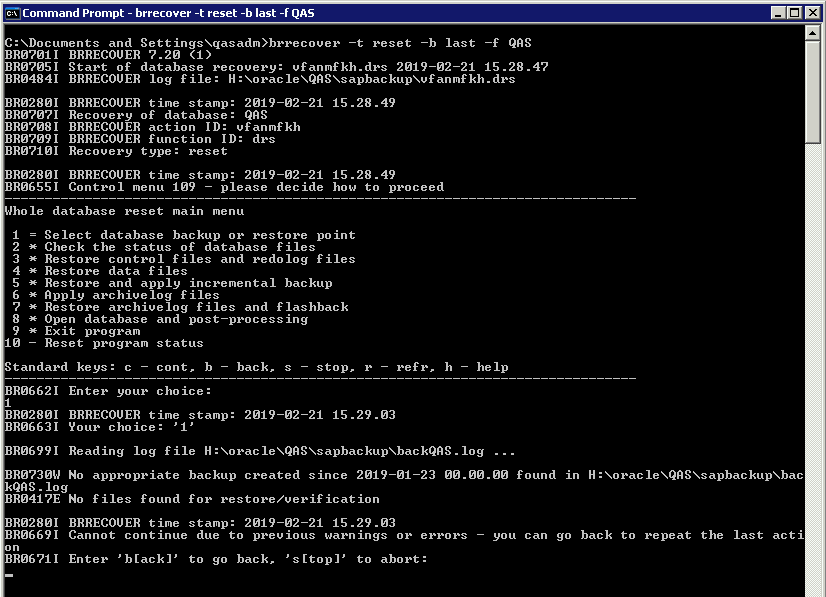 Command Prompt - brrecover -t reset -b last -f QAS
C:\Documents and Settings\qasadm>brrecover -t reset -b last -f QAS
BR0701I BRRECOVER 7.20 (1)
BR0705I Start of database recovery: vfanmfkh.drs 2019-02-21 15.28.47
BR0484I BRRECOVER log file: H:\oracle\QAS\sapbackup\vfanmfkh.drs
BR0280I BRRECOVER time stamp: 2019-02-21 15.28.49
BR0707I Recovery of database: QAS
BR0708I BRRECOVER action ID: vfanmfkh
BR0709I BRRECOVER function ID: drs
BR0710I Recovery type: reset
BR0280I BRRECOVER time stamp: 2019-02-21 15.28.49
BR0655I Control menu 109 - please decide how to proceed
-------------------------------------------------------------------------------
Whole database reset main menu
1 = Select database backup or restore point
2 * Check the status of database files
3 * Restore control files and redolog files
4 * Restore data files
5 * Restore and apply incremental backup
6 * Apply archivelog files
7 * Restore archivelog files and flashback
8 * Open database and post-processing
9 * Exit program
10 - Reset program status
Standard keys: c - cont, b - back, s - stop, r - refr, h - help
-------------------------------------------------------------------------------
BR0662I Enter your choice:
1
BR0280I BRRECOVER time stamp: 2019-02-21 15.29.03
BR0663I Your choice: '1'
BR0699I Reading log file H:\oracle\QAS\sapbackup\backQAS.log ...
BR0730W No appropriate backup created since 2019-01-23 00.00.00 found in H:\oracle\QAS\sapbackup\bac
kQAS.log
BR0417E No files found for restore/verification
BR0280I BRRECOVER time stamp: 2019-02-21 15.29.03
BR0669I Cannot continue due to previous warnings or errors - you can go back to repeat the last acti
on
BR0671I Enter 'b[ack]' to go back, 's[top]' to abort: